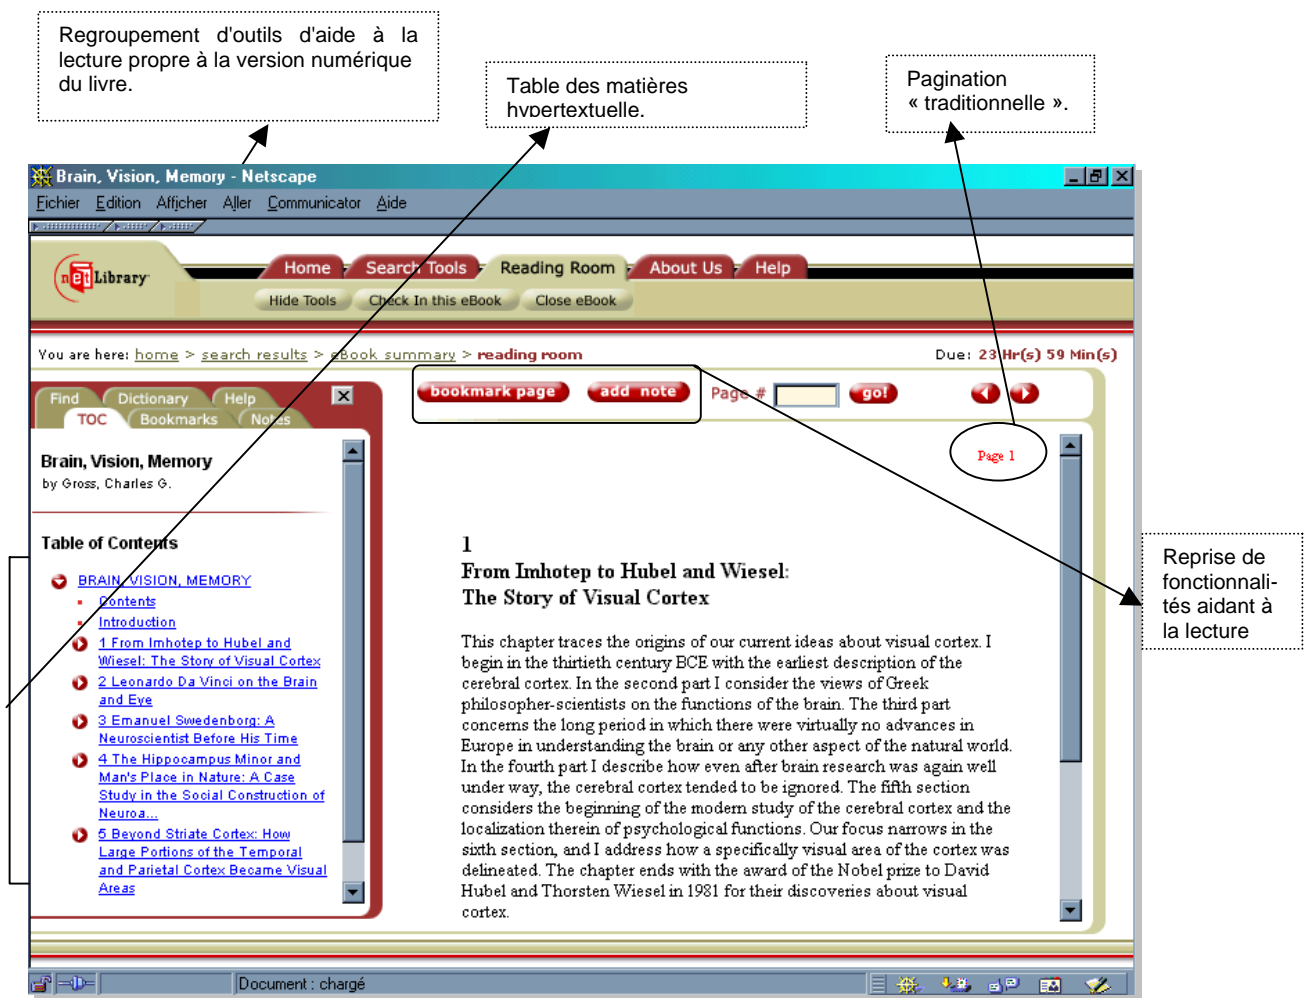 Regroupement d'outils d'aide à la
lecture propre à la version numérique
du livre.
Table des matières
hypertextuelle.
Pagination
« traditionnelle ».
Brain, Vision, Memory - Netscape
Fichier Edition Afficher Aller Communicator Aide
netLibrary
Home Search Tools Reading Room About Us Help
Hide Tools Check In this eBook Close eBook
You are here: home > search results > eBook summary > reading room
Due: 23 Hr(s) 59 Min(s)
Find Dictionary Help
TOC Bookmarks Notes
bookmark page add note Page # go!
Brain, Vision, Memory
by Gross, Charles G.
Table of Contents
BRAIN, VISION, MEMORY
Contents
Introduction
1 From Imhotep to Hubel and
Wiesel: The Story of Visual Cortex
2 Leonardo Da Vinci on the Brain
and Eye
3 Emanuel Swedenborg: A
Neuroscientist Before His Time
4 The Hippocampus Minor and
Man's Place in Nature: A Case
Study in the Social Construction of
Neuroa...
5 Beyond Striate Cortex: How
Large Portions of the Temporal
and Parietal Cortex Became Visual
Areas
Page 1
1
From Imhotep to Hubel and Wiesel:
The Story of Visual Cortex
This chapter traces the origins of our current ideas about visual cortex. I
begin in the thirtieth century BCE with the earliest description of the
cerebral cortex. In the second part I consider the views of Greek
philosopher-scientists on the functions of the brain. The third part
concerns the long period in which there were virtually no advances in
Europe in understanding the brain or any other aspect of the natural world.
In the fourth part I describe how even after brain research was again well
under way, the cerebral cortex tended to be ignored. The fifth section
considers the beginning of the modern study of the cerebral cortex and the
localization therein of psychological functions. Our focus narrows in the
sixth section, and I address how a specifically visual area of the cortex was
delineated. The chapter ends with the award of the Nobel prize to David
Hubel and Thorsten Wiesel in 1981 for their discoveries about visual
cortex.
Reprise de
fonctionnali-
tés aidant à
la lecture
Document : chargé